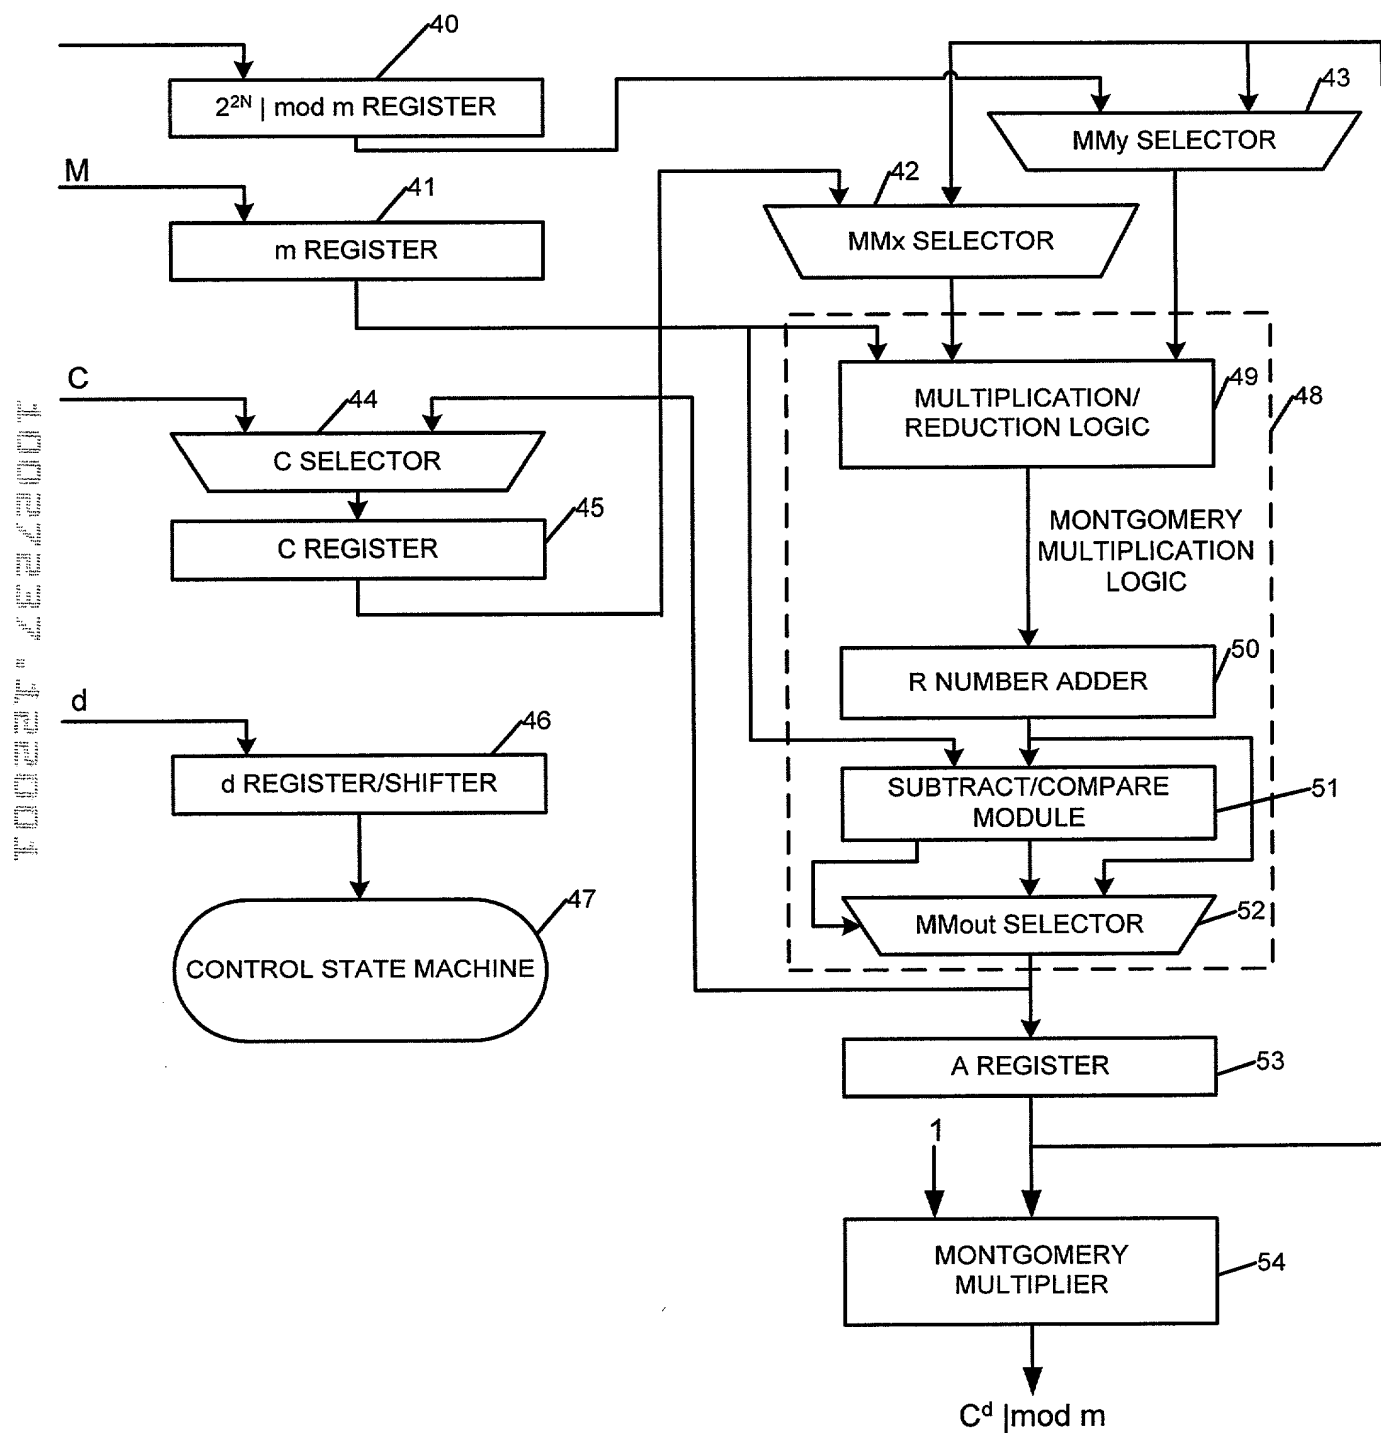 40
2²ᴺ | mod m REGISTER
43
MMy SELECTOR
M
41
m REGISTER
42
MMx SELECTOR
C
44
C SELECTOR
45
C REGISTER
49
48
MULTIPLICATION/
REDUCTION LOGIC
MONTGOMERY
MULTIPLICATION
LOGIC
50
R NUMBER ADDER
d
46
d REGISTER/SHIFTER
51
SUBTRACT/COMPARE
MODULE
47
CONTROL STATE MACHINE
52
MMout SELECTOR
53
A REGISTER
1
54
MONTGOMERY
MULTIPLIER
Cᵈ |mod m